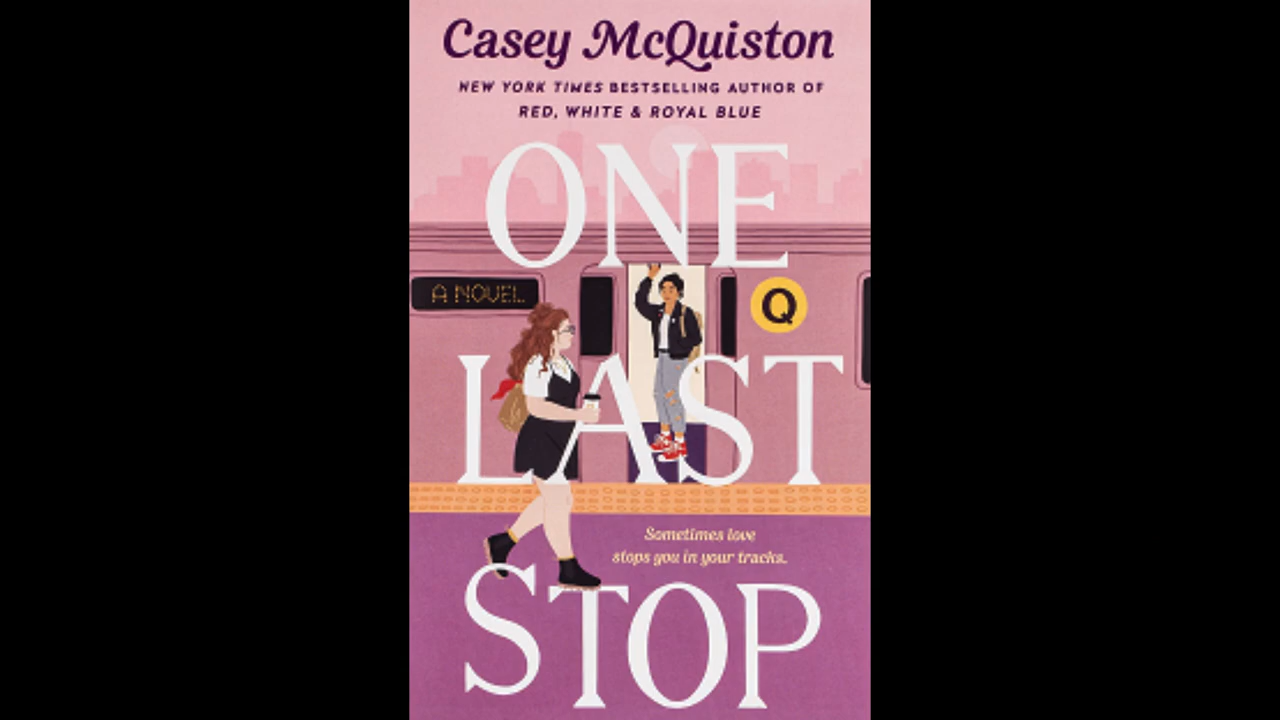 Casey McQuiston
NEW YORK TIMES BESTSELLING AUTHOR OF
RED, WHITE & ROYAL BLUE
ONE
A NOVEL
Q
LAST
Sometimes love
stops you in your tracks.
STOP